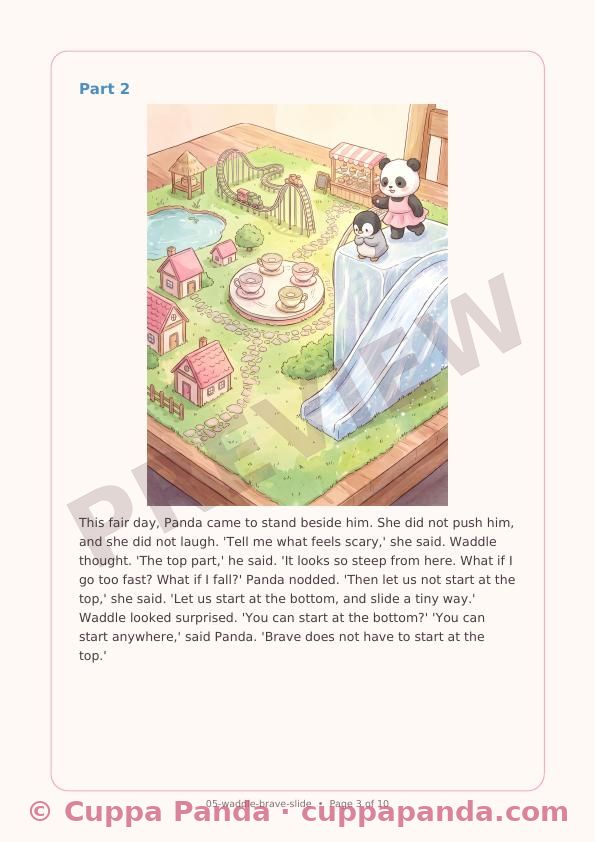 Part 2
This fair day, Panda came to stand beside him. She did not push him,
and she did not laugh. 'Tell me what feels scary,' she said. Waddle
thought. 'The top part,' he said. 'It looks so steep from here. What if I
go too fast? What if I fall?' Panda nodded. 'Then let us not start at the
top,' she said. 'Let us start at the bottom, and slide a tiny way.'
Waddle looked surprised. 'You can start at the bottom?' 'You can
start anywhere,' said Panda. 'Brave does not have to start at the
top.'
PREVIEW
05-waddle-brave-slide • Page 3 of 10
© Cuppa Panda · cuppapanda.com